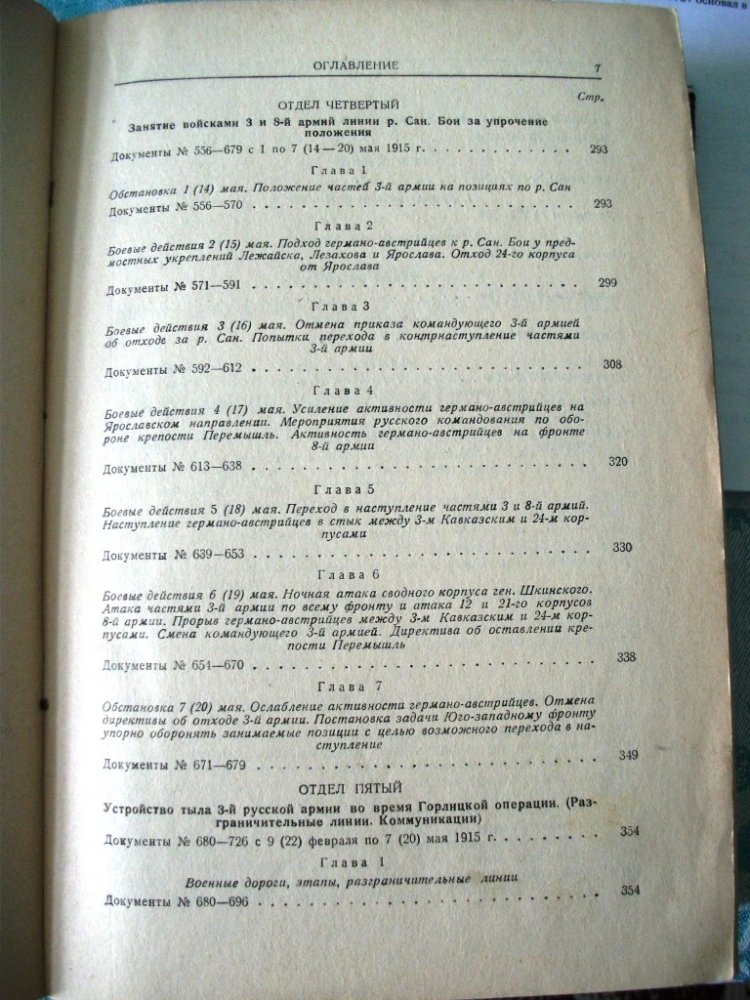 1727 основал в
ОГЛАВЛЕНИЕ 7
Стр.
ОТДЕЛ ЧЕТВЕРТЫЙ
Занятие войсками 3 и 8-й армий линии р. Сан. Бои за упрочение
положения
Документы № 556—679 с 1 по 7 (14—20) мая 1915 г. . . . . . . . . . . . . 293
Глава 1
Обстановка 1 (14) мая. Положение частей 3-й армии на позициях по р. Сан
Документы № 556—570 . . . . . . . . . . . . . . . . . . . . . . . . . 293
Глава 2
Боевые действия 2 (15) мая. Подход германо-австрийцев к р. Сан. Бои у пред-
мостных укреплений Лежайска, Лезахова и Ярослава. Отход 24-го корпуса
от Ярослава
Документы № 571—591 . . . . . . . . . . . . . . . . . . . . . . . . . 299
Глава 3
Боевые действия 3 (16) мая. Отмена приказа командующего 3-й армией
об отходе за р. Сан. Попытки перехода в контрнаступление частями
3-й армии
Документы № 592—612 . . . . . . . . . . . . . . . . . . . . . . . . . 308
Глава 4
Боевые действия 4 (17) мая. Усиление активности германо-австрийцев на
Ярославском направлении. Мероприятия русского командования по обо-
роне крепости Перемышль. Активность германо-австрийцев на фронте
8-й армии
Документы № 613—638 . . . . . . . . . . . . . . . . . . . . . . . . . 320
Глава 5
Боевые действия 5 (18) мая. Переход в наступление частями 3 и 8-й армий.
Наступление германо-австрийцев в стык между 3-м Кавказским и 24-м кор-
пусами
Документы № 639—653 . . . . . . . . . . . . . . . . . . . . . . . . . 330
Глава 6
Боевые действия 6 (19) мая. Ночная атака сводного корпуса ген. Шкинского.
Атака частями 3-й армии по всему фронту и атака 12 и 21-го корпусов
8-й армии. Прорыв германо-австрийцев между 3-м Кавказским и 24-м кор-
пусами. Смена командующего 3-й армией. Директива об оставлении кре-
пости Перемышль
Документы № 654—670 . . . . . . . . . . . . . . . . . . . . . . . . . 338
Глава 7
Обстановка 7 (20) мая. Ослабление активности германо-австрийцев. Отмена
директивы об отходе 3-й армии. Постановка задачи Юго-западному фронту
упорно оборонять занимаемые позиции с целью возможного перехода в на-
ступление
Документы № 671—679 . . . . . . . . . . . . . . . . . . . . . . . . . 349
ОТДЕЛ ПЯТЫЙ
Устройство тыла 3-й русской армии во время Горлицкой операции. (Раз-
граничительные линии. Коммуникации)
Документы № 680—726 с 9 (22) февраля по 7 (20) мая 1915 г. . . . . . . . . 354
Глава 1
Военные дороги, этапы, разграничительные линии
Документы № 680—696 . . . . . . . . . . . . . . . . . . . . . . . . . 354